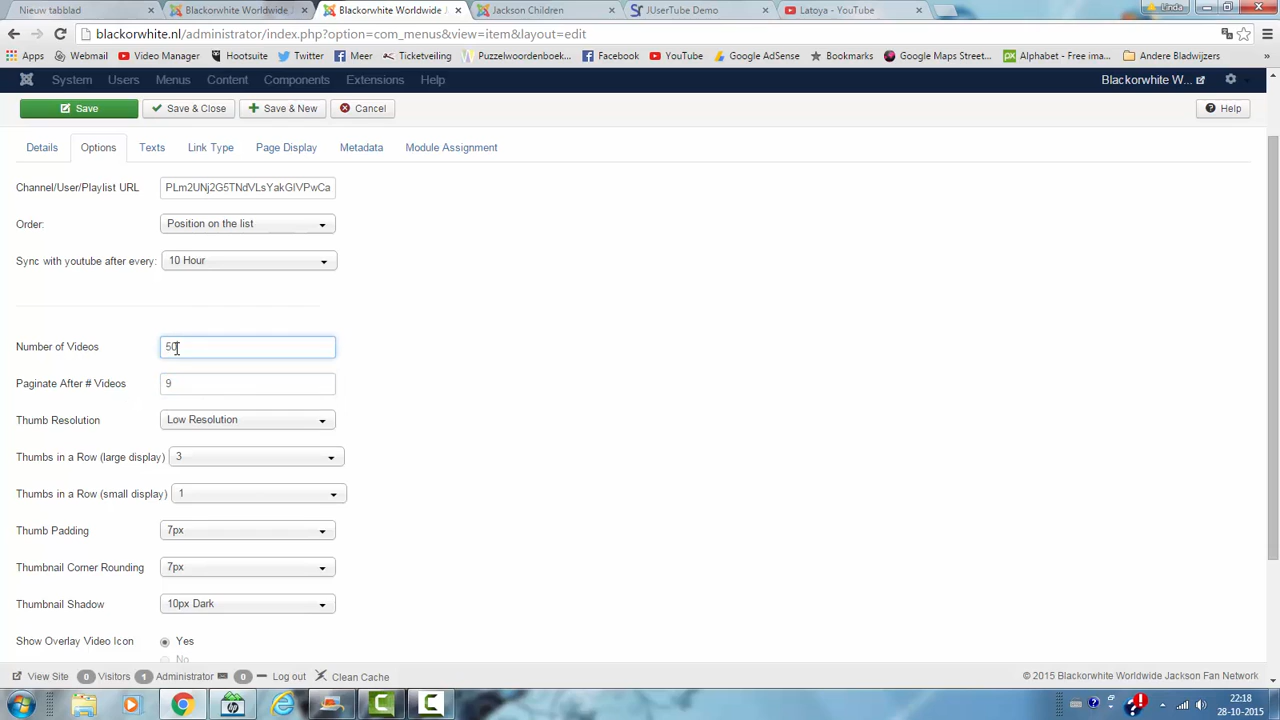 Nieuw tabblad
Blackorwhite Worldwide
Blackorwhite Worldwide J
Jackson Children
JUserTube Demo
Latoya - YouTube
Linda
blackorwhite.nl/administrator/index.php?option=com_menus&view=item&layout=edit
Apps Webmail Video Manager Hootsuite Twitter Meer Ticketveiling Puzzelwoordenboek... Facebook YouTube Google AdSense Bookmarks Google Maps Street... Alphabet - Free ima... Andere Bladwijzers
System Users Menus Content Components Extensions Help Blackorwhite W...
Save Save & Close Save & New Cancel Help
Details Options Texts Link Type Page Display Metadata Module Assignment
Channel/User/Playlist URL PLm2UNj2G5TNdVLsYakGlVPwCa
Order: Position on the list
Sync with youtube after every: 10 Hour
Number of Videos 50
Paginate After # Videos 9
Thumb Resolution Low Resolution
Thumbs in a Row (large display) 3
Thumbs in a Row (small display) 1
Thumb Padding 7px
Thumbnail Corner Rounding 7px
Thumbnail Shadow 10px Dark
Show Overlay Video Icon Yes
No
View Site 0 Visitors 1 Administrator 0 Log out Clean Cache © 2015 Blackorwhite Worldwide Jackson Fan Network
22:18
28-10-2015